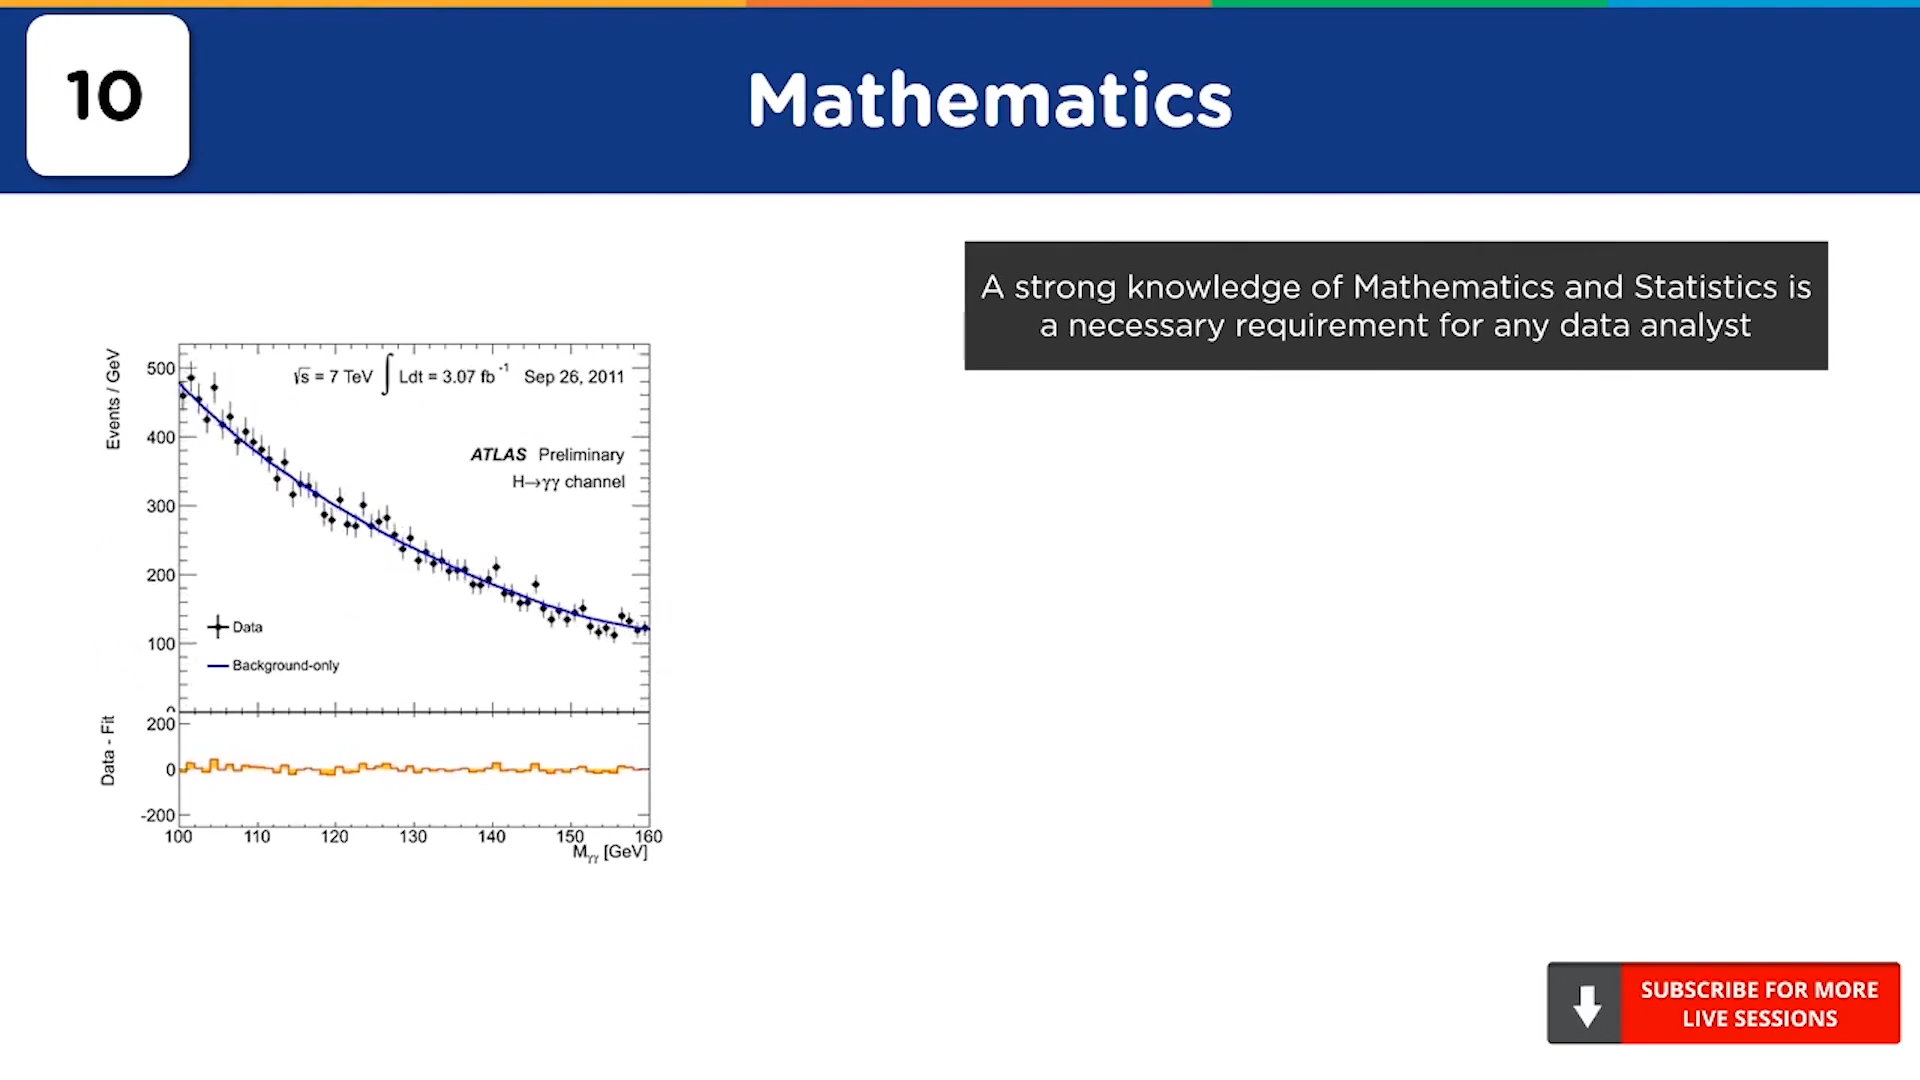 10
Mathematics
A strong knowledge of Mathematics and Statistics is
a necessary requirement for any data analyst
Events / GeV
500
400
300
200
100
0
√s = 7 TeV ∫ Ldt = 3.07 fb⁻¹ Sep 26, 2011
ATLAS Preliminary
H→γγ channel
Data
Background-only
Data - Fit
200
0
-200
100 110 120 130 140 150 160
Mγγ [GeV]
SUBSCRIBE FOR MORE
LIVE SESSIONS